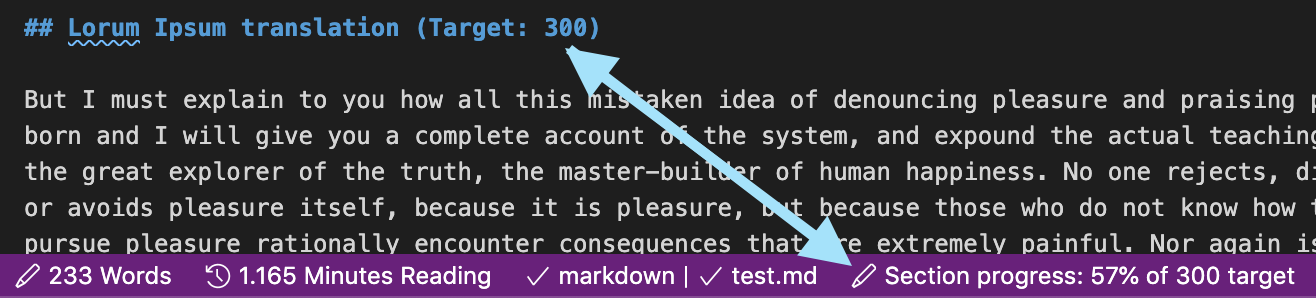 ## Lorum Ipsum translation (Target: 300)
But I must explain to you how all this mistaken idea of denouncing pleasure and praising
born and I will give you a complete account of the system, and expound the actual teaching
the great explorer of the truth, the master-builder of human happiness. No one rejects,
or avoids pleasure itself, because it is pleasure, but because those who do not know how
pursue pleasure rationally encounter consequences that are extremely painful. Nor again is
233 Words 1.165 Minutes Reading markdown | test.md Section progress: 57% of 300 target